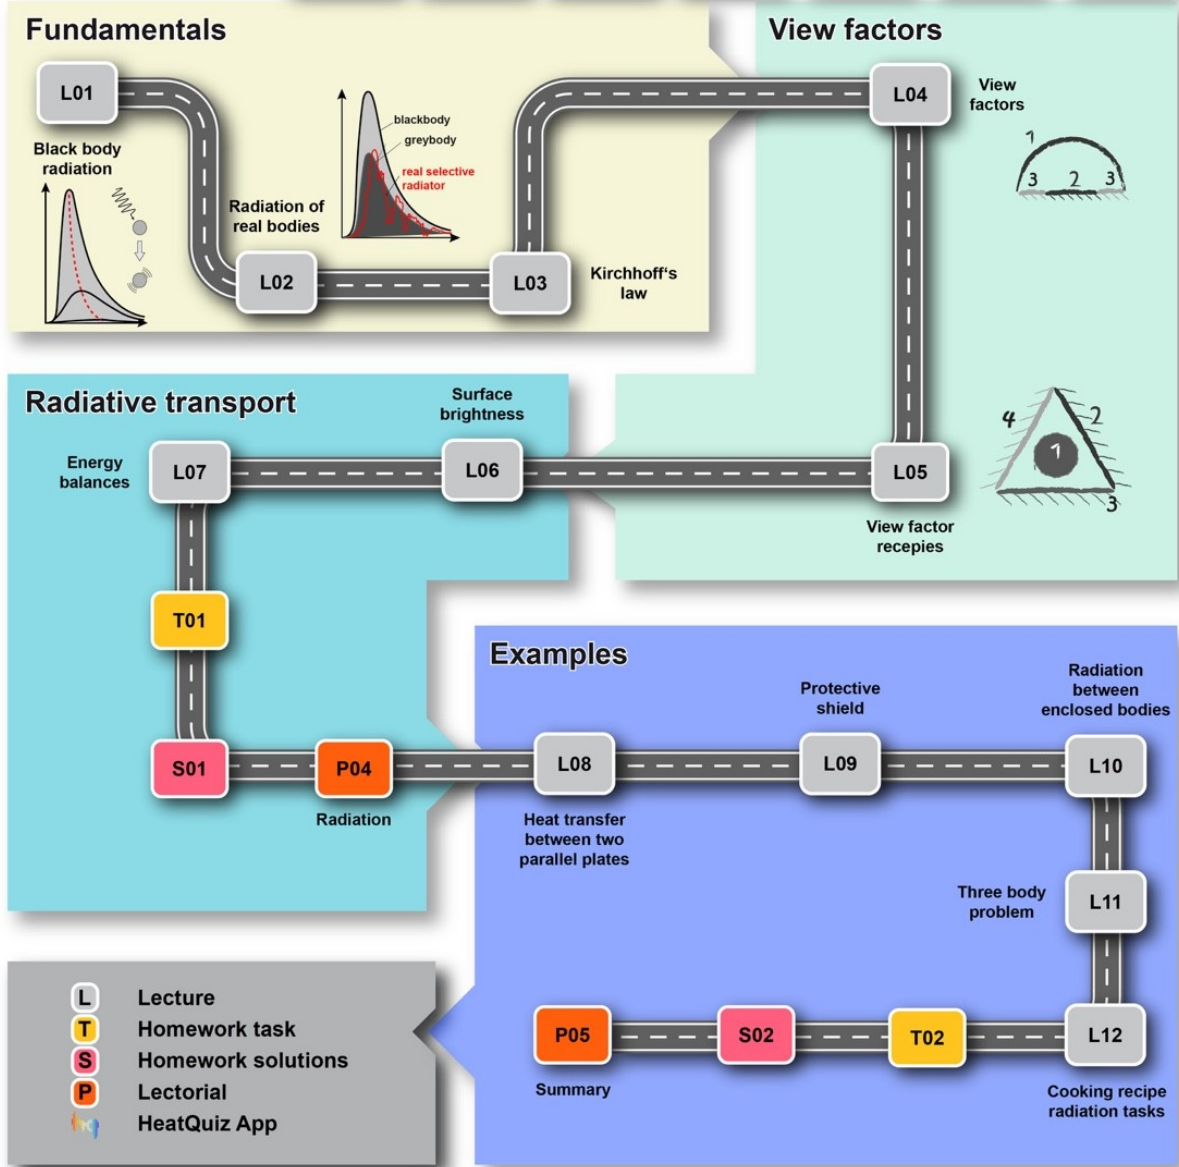 Fundamentals
L01
Black body
radiation
Radiation of
real bodies
L02
blackbody
greybody
real selective
radiator
L03
Kirchhoff‘s
law
View factors
L04
View
factors
1
3 2 3
L05
View factor
recepies
4
2
1
3
Radiative transport
Surface
brightness
L06
L07
Energy
balances
T01
S01
P04
Radiation
Examples
L08
Heat transfer
between two
parallel plates
Protective
shield
L09
Radiation
between
enclosed bodies
L10
Three body
problem
L11
L12
Cooking recipe
radiation tasks
T02
S02
P05
Summary
L Lecture
T Homework task
S Homework solutions
P Lectorial
HeatQuiz App